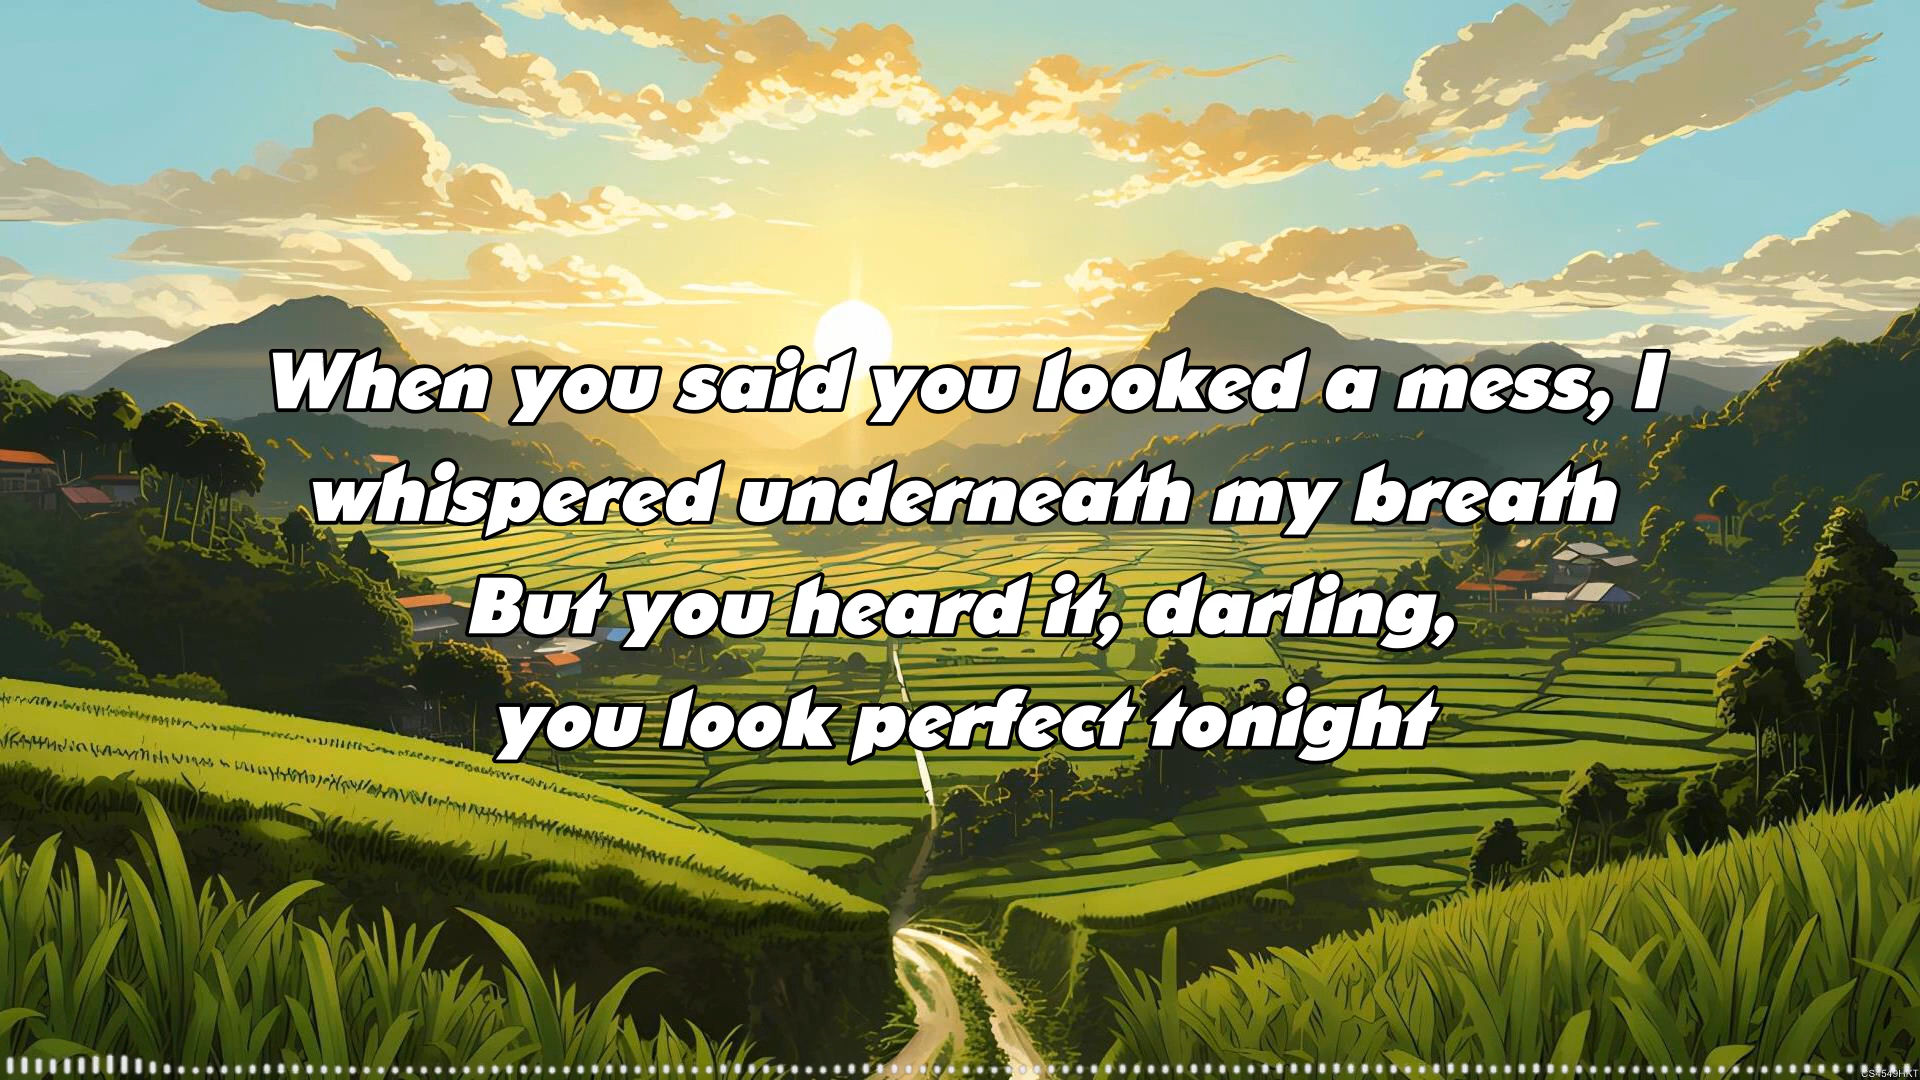 When you said you looked a mess, I
whispered underneath my breath
But you heard it, darling,
you look perfect tonight
CS4549HKT